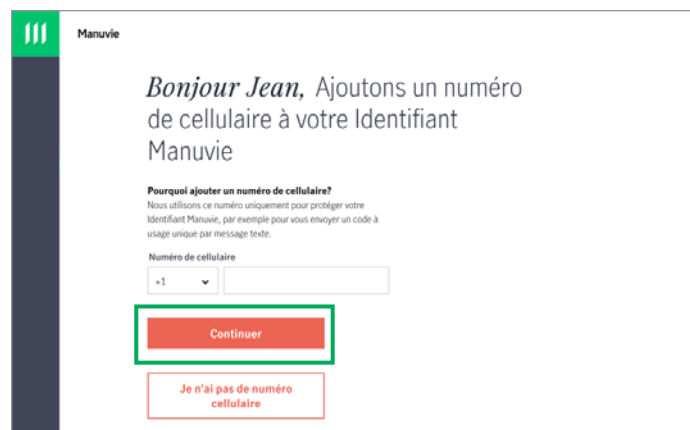 Manuvie
Bonjour Jean, Ajoutons un numéro
de cellulaire à votre Identifiant
Manuvie
Pourquoi ajouter un numéro de cellulaire?
Nous utilisons ce numéro uniquement pour protéger votre
Identifiant Manuvie, par exemple pour vous envoyer un code à
usage unique par message texte.
Numéro de cellulaire
+1
Continuer
Je n'ai pas de numéro
cellulaire